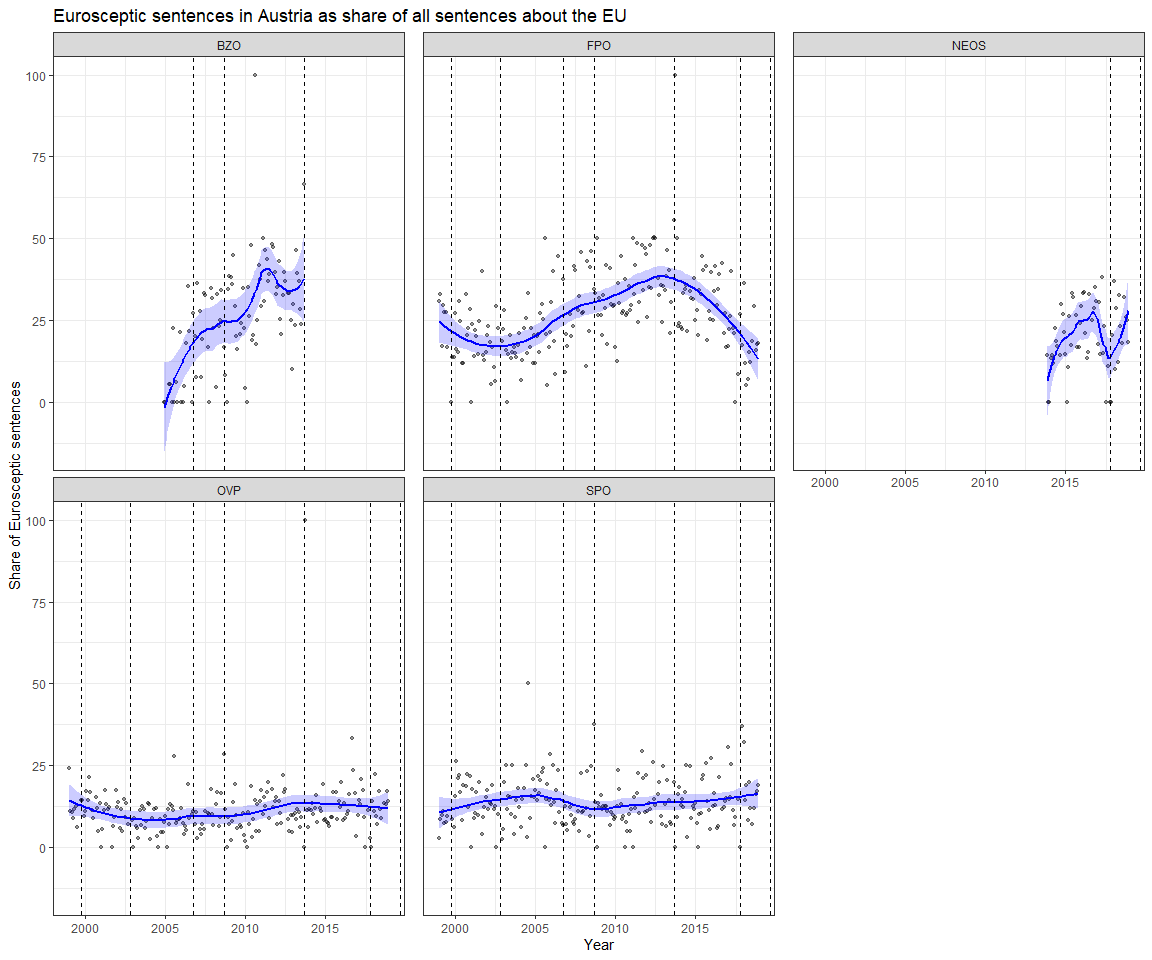 Eurosceptic sentences in Austria as share of all sentences about the EU
BZO
FPO
NEOS
100
75
50
25
0
2000 2005 2010 2015
OVP
SPO
100
75
50
25
0
2000 2005 2010 2015
2000 2005 2010 2015
Share of Eurosceptic sentences
Year